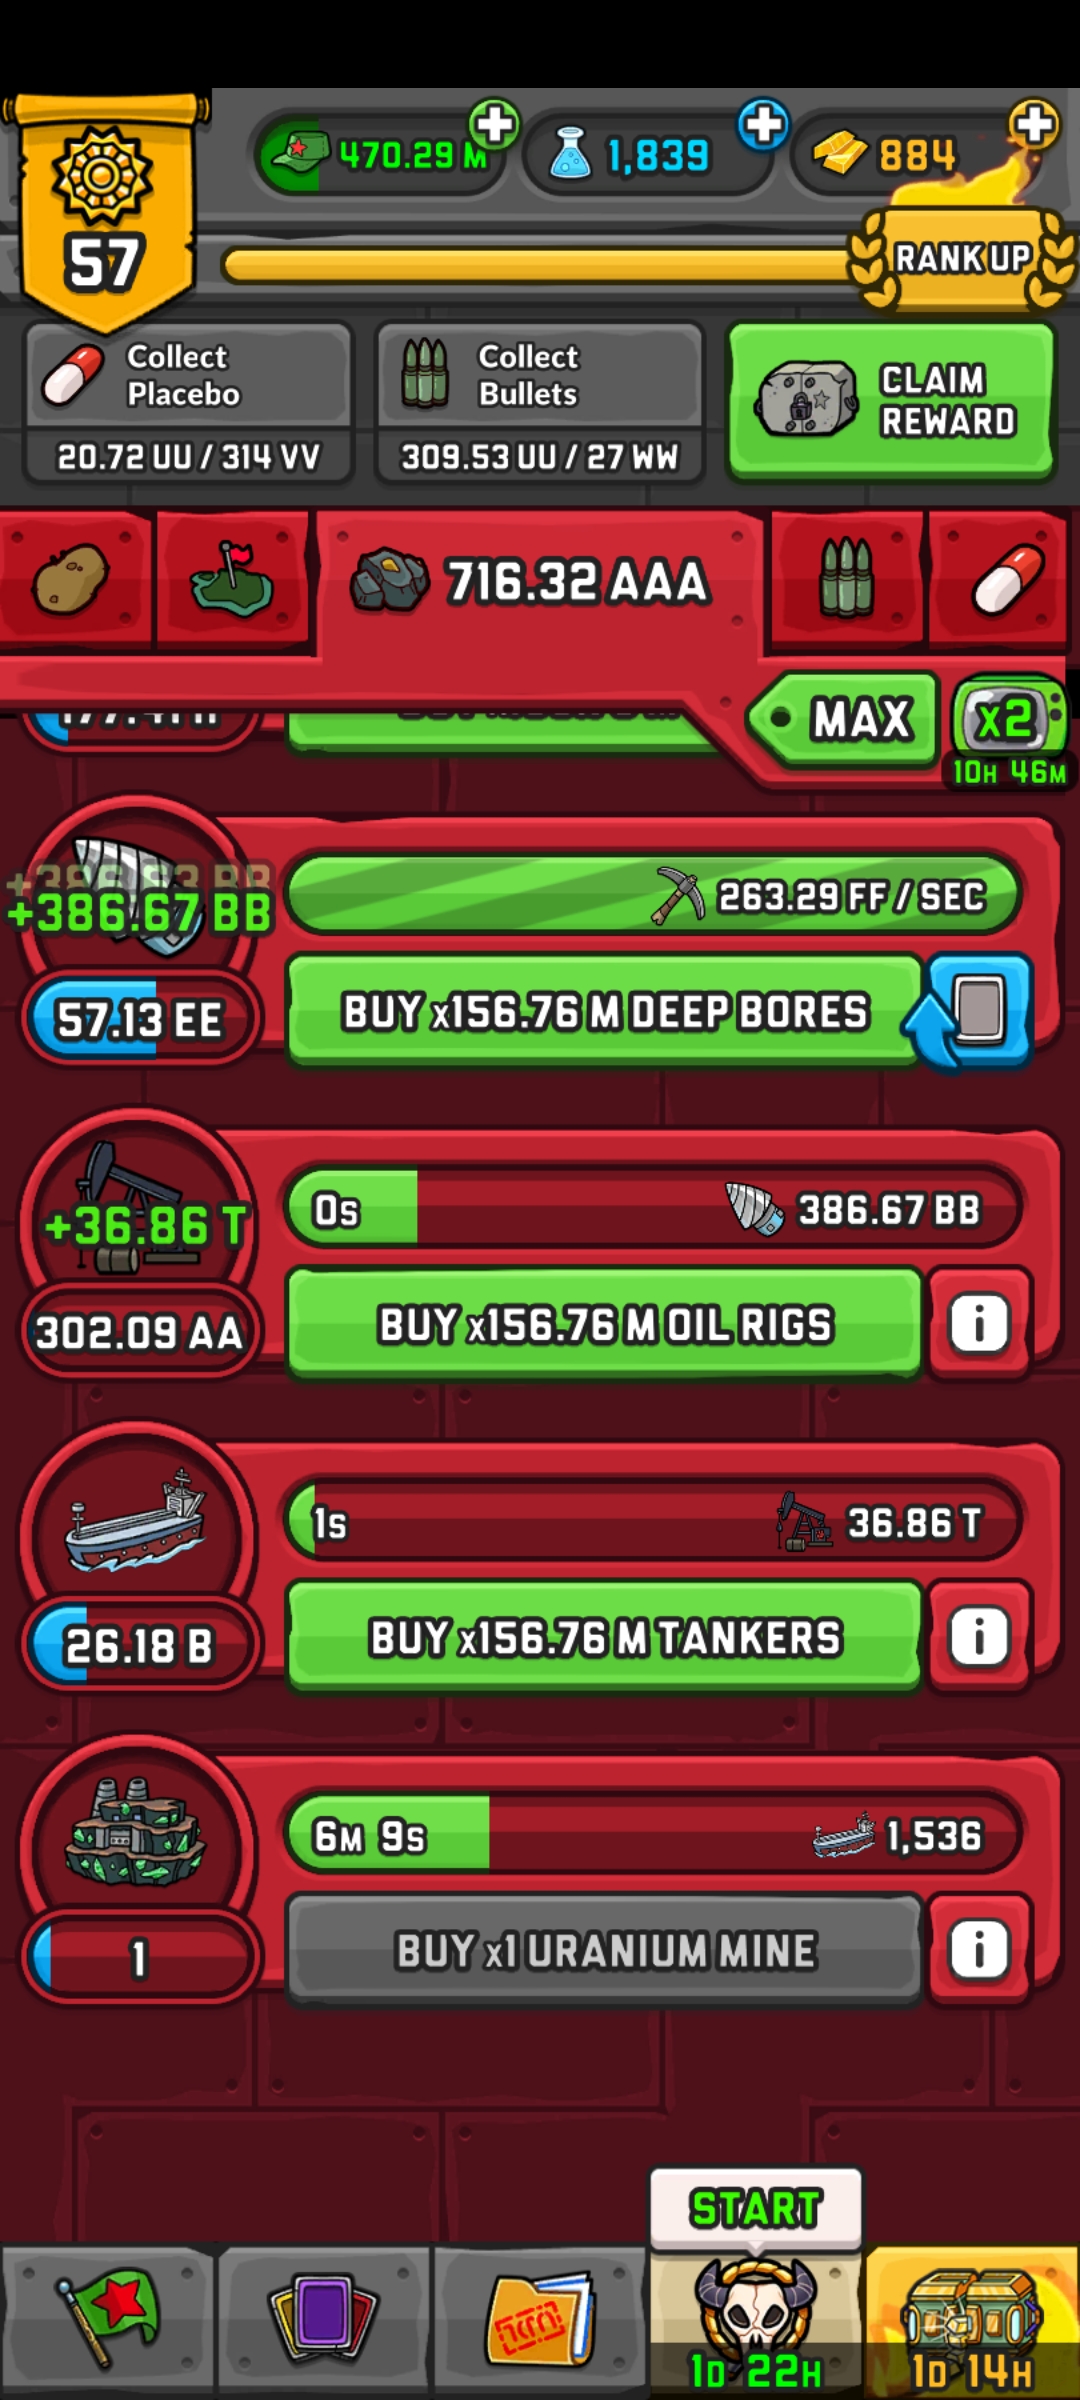 470.29 M
1,839
884
57
RANK UP
Collect
Placebo
20.72 UU / 314 VV
Collect
Bullets
309.53 UU / 27 WW
CLAIM
REWARD
716.32 AAA
MAX
x2
10H 46M
+386.67 BB
263.29 FF / SEC
57.13 EE
BUY x156.76 M DEEP BORES
+36.86 T
0s
386.67 BB
302.09 AA
BUY x156.76 M OIL RIGS
i
1s
36.86 T
26.18 B
BUY x156.76 M TANKERS
i
6M 9s
1,536
1
BUY x1 URANIUM MINE
i
START
1D 22H
1D 14H